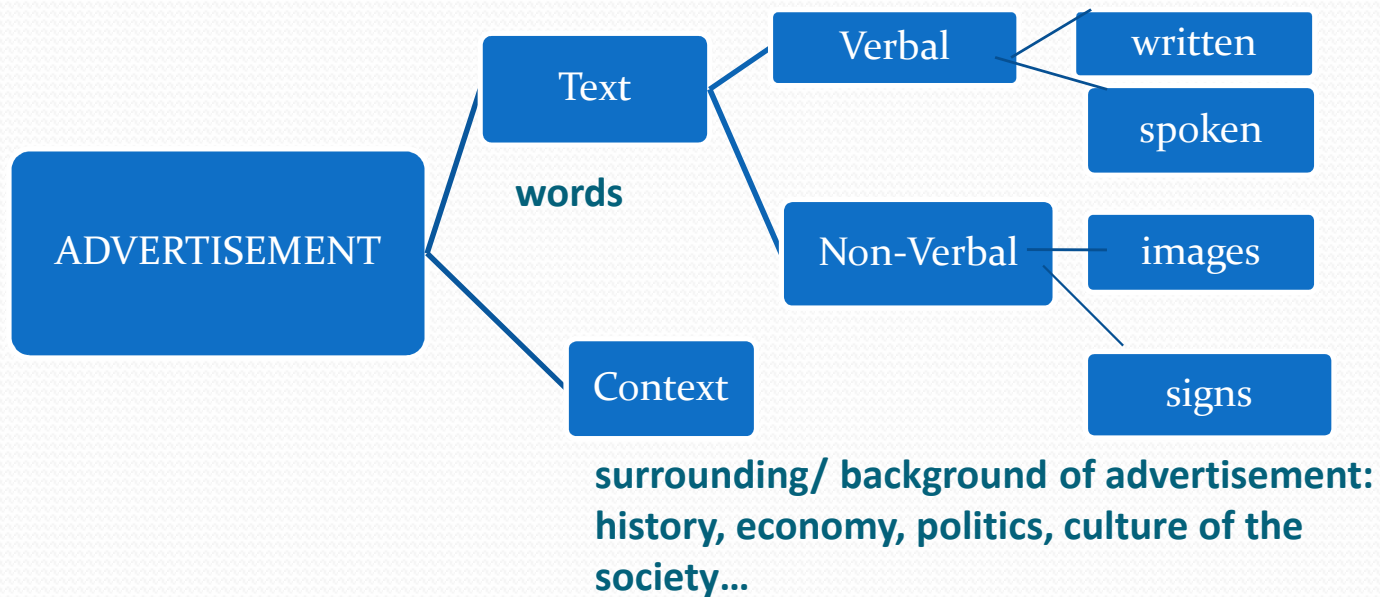 Verbal
written
Text
spoken
words
ADVERTISEMENT
Non-Verbal
images
Context
signs
surrounding/ background of advertisement:
history, economy, politics, culture of the
society…